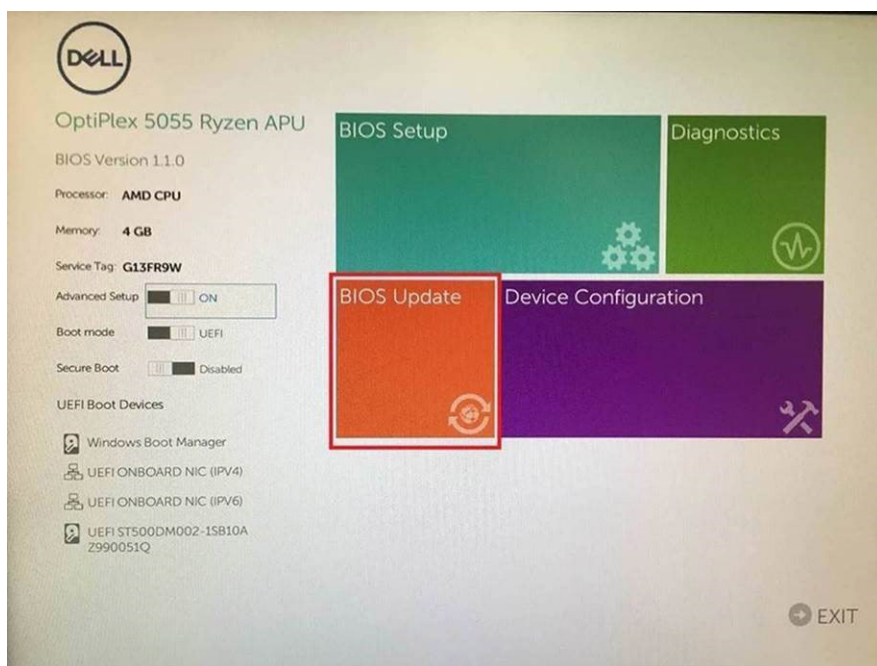 DELL
OptiPlex 5055 Ryzen APU
BIOS Version 1.1.0
Processor: AMD CPU
Memory: 4 GB
Service Tag: G13FR9W
Advanced Setup ON
Boot mode UEFI
Secure Boot Disabled
UEFI Boot Devices
Windows Boot Manager
UEFI ONBOARD NIC (IPV4)
UEFI ONBOARD NIC (IPV6)
UEFI ST500DM002-1SB10A
Z990051Q
BIOS Setup
Diagnostics
BIOS Update
Device Configuration
EXIT